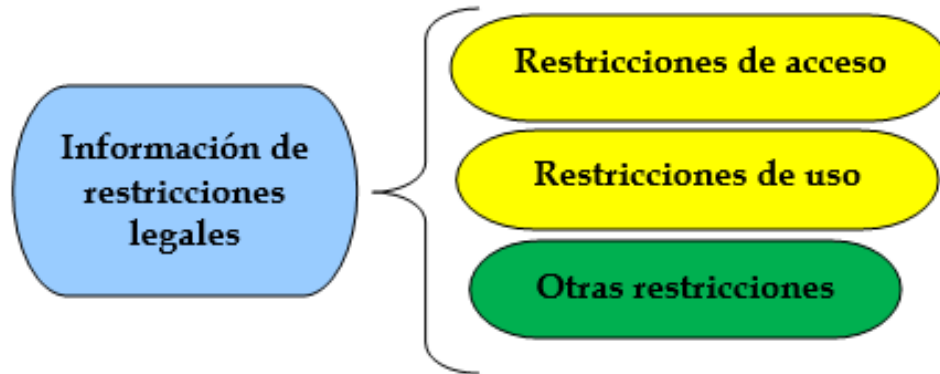 Información de
restricciones
legales
Restricciones de acceso
Restricciones de uso
Otras restricciones